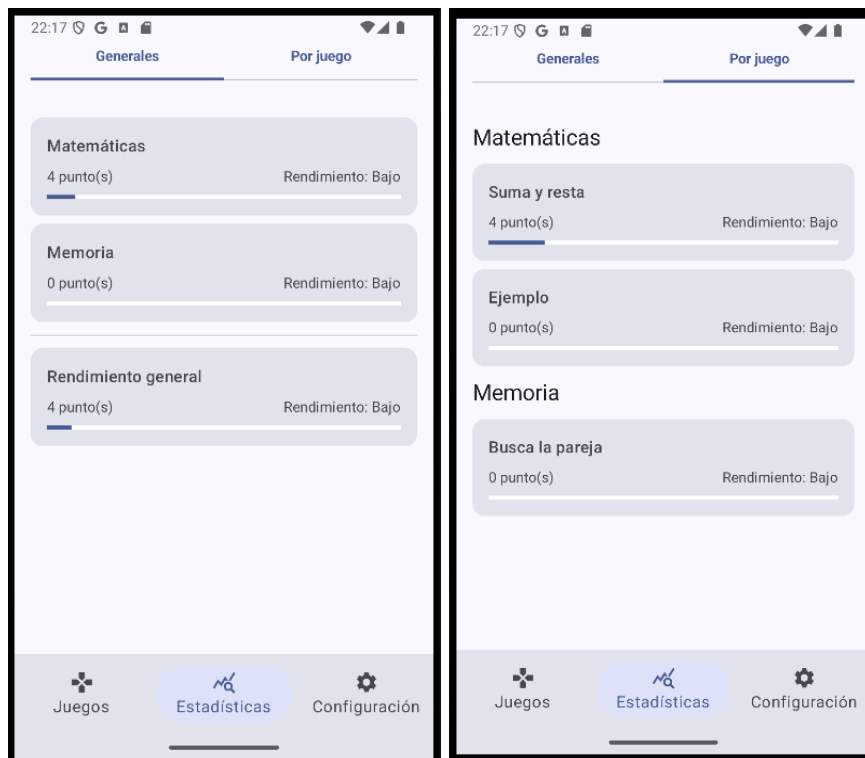 22:17
Generales Por juego
Matemáticas
4 punto(s) Rendimiento: Bajo
Memoria
0 punto(s) Rendimiento: Bajo
Rendimiento general
4 punto(s) Rendimiento: Bajo
Juegos Estadísticas Configuración
22:17
Generales Por juego
Matemáticas
Suma y resta
4 punto(s) Rendimiento: Bajo
Ejemplo
0 punto(s) Rendimiento: Bajo
Memoria
Busca la pareja
0 punto(s) Rendimiento: Bajo
Juegos Estadísticas Configuración